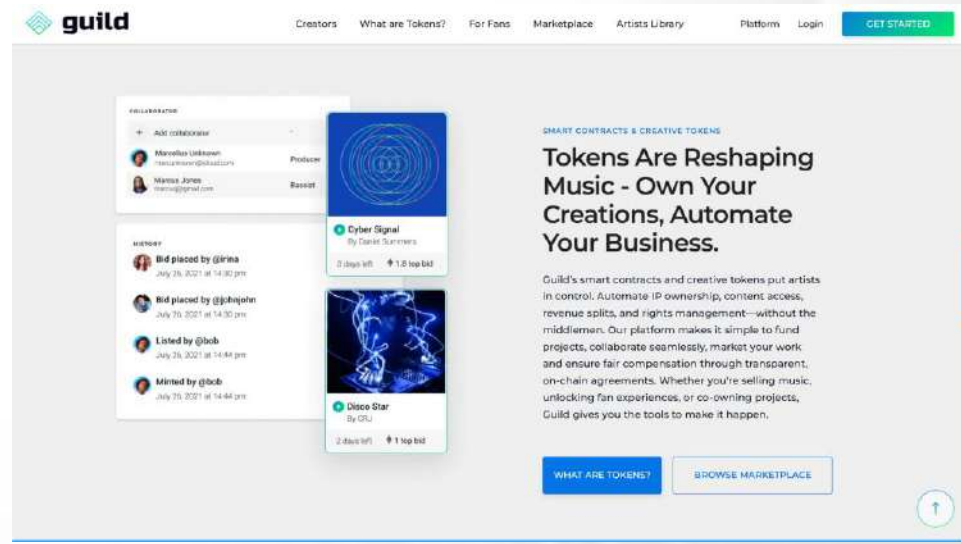 guild
Creators What are Tokens? For Fans Marketplace Artists Library Platform Login GET STARTED
COLLABORATOR
+ Add collaborator
Marcellus Unknown
Producer
Marcus Jones
Bassist
HISTORY
Bid placed by @irina
July 26, 2021 at 14:30 pm
Bid placed by @johnjohn
July 26, 2021 at 14:30 pm
Listed by @bob
July 26, 2021 at 14:44 pm
Minted by @bob
July 26, 2021 at 14:44 pm
Cyber Signal
By Daniel Summers
days left 1.8 top bid
Disco Star
By
2 days left 1 top bid
SMART CONTRACTS & CREATIVE TOKENS
Tokens Are Reshaping
Music - Own Your
Creations, Automate
Your Business.
Guild's smart contracts and creative tokens put artists
in control. Automate IP ownership, content access,
revenue splits, and rights management—without the
middlemen. Our platform makes it simple to fund
projects, collaborate seamlessly, market your work
and ensure fair compensation through transparent,
on-chain agreements. Whether you're selling music,
unlocking fan experiences, or co-owning projects,
Guild gives you the tools to make it happen.
WHAT ARE TOKENS? BROWSE MARKETPLACE